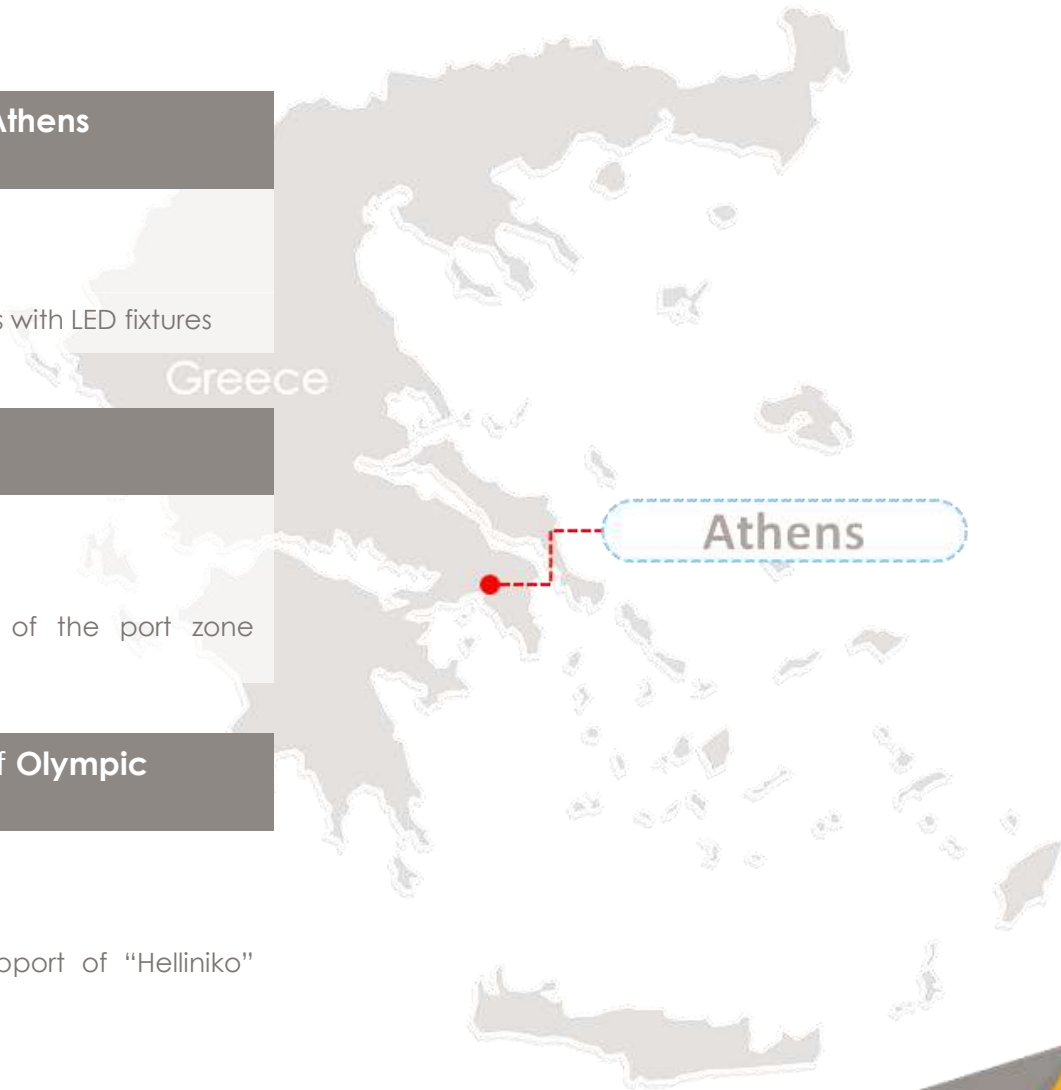 Athens
s with LED fixtures
Greece
Athens
of the port zone
f Olympic
pport of “Helliniko”